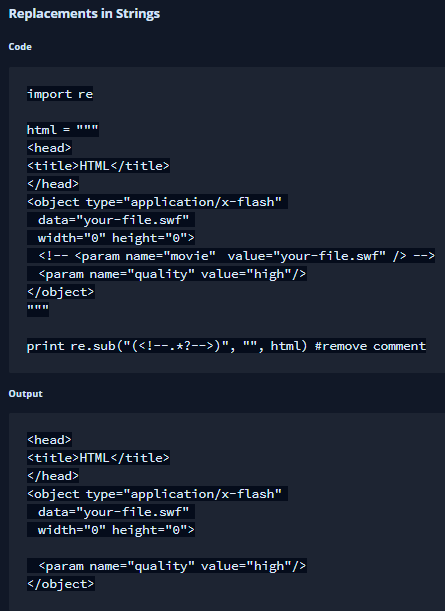 Replacements in Strings
Code
import re
html = """
<head>
<title>HTML</title>
</head>
<object type="application/x-flash"
  data="your-file.swf"
  width="0" height="0">
  <!-- <param name="movie"  value="your-file.swf" /> -->
  <param name="quality" value="high"/>
</object>
"""
print re.sub("(<!--.*?-->)", "", html) #remove comment
Output
<head>
<title>HTML</title>
</head>
<object type="application/x-flash"
  data="your-file.swf"
  width="0" height="0">
  <param name="quality" value="high"/>
</object>